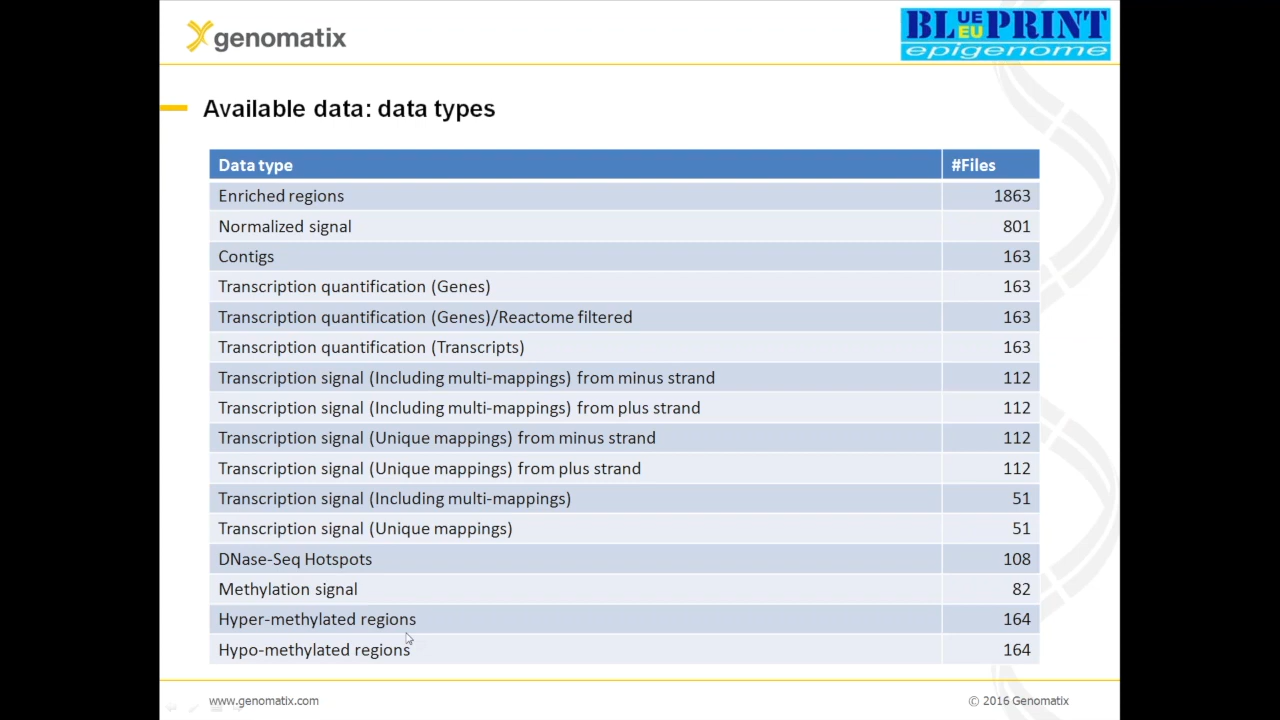 genomatix
BLUEPRINT
EU
epigenome
Available data: data types
Data type #Files
Enriched regions 1863
Normalized signal 801
Contigs 163
Transcription quantification (Genes) 163
Transcription quantification (Genes)/Reactome filtered 163
Transcription quantification (Transcripts) 163
Transcription signal (Including multi-mappings) from minus strand 112
Transcription signal (Including multi-mappings) from plus strand 112
Transcription signal (Unique mappings) from minus strand 112
Transcription signal (Unique mappings) from plus strand 112
Transcription signal (Including multi-mappings) 51
Transcription signal (Unique mappings) 51
DNase-Seq Hotspots 108
Methylation signal 82
Hyper-methylated regions 164
Hypo-methylated regions 164
www.genomatix.com © 2016 Genomatix